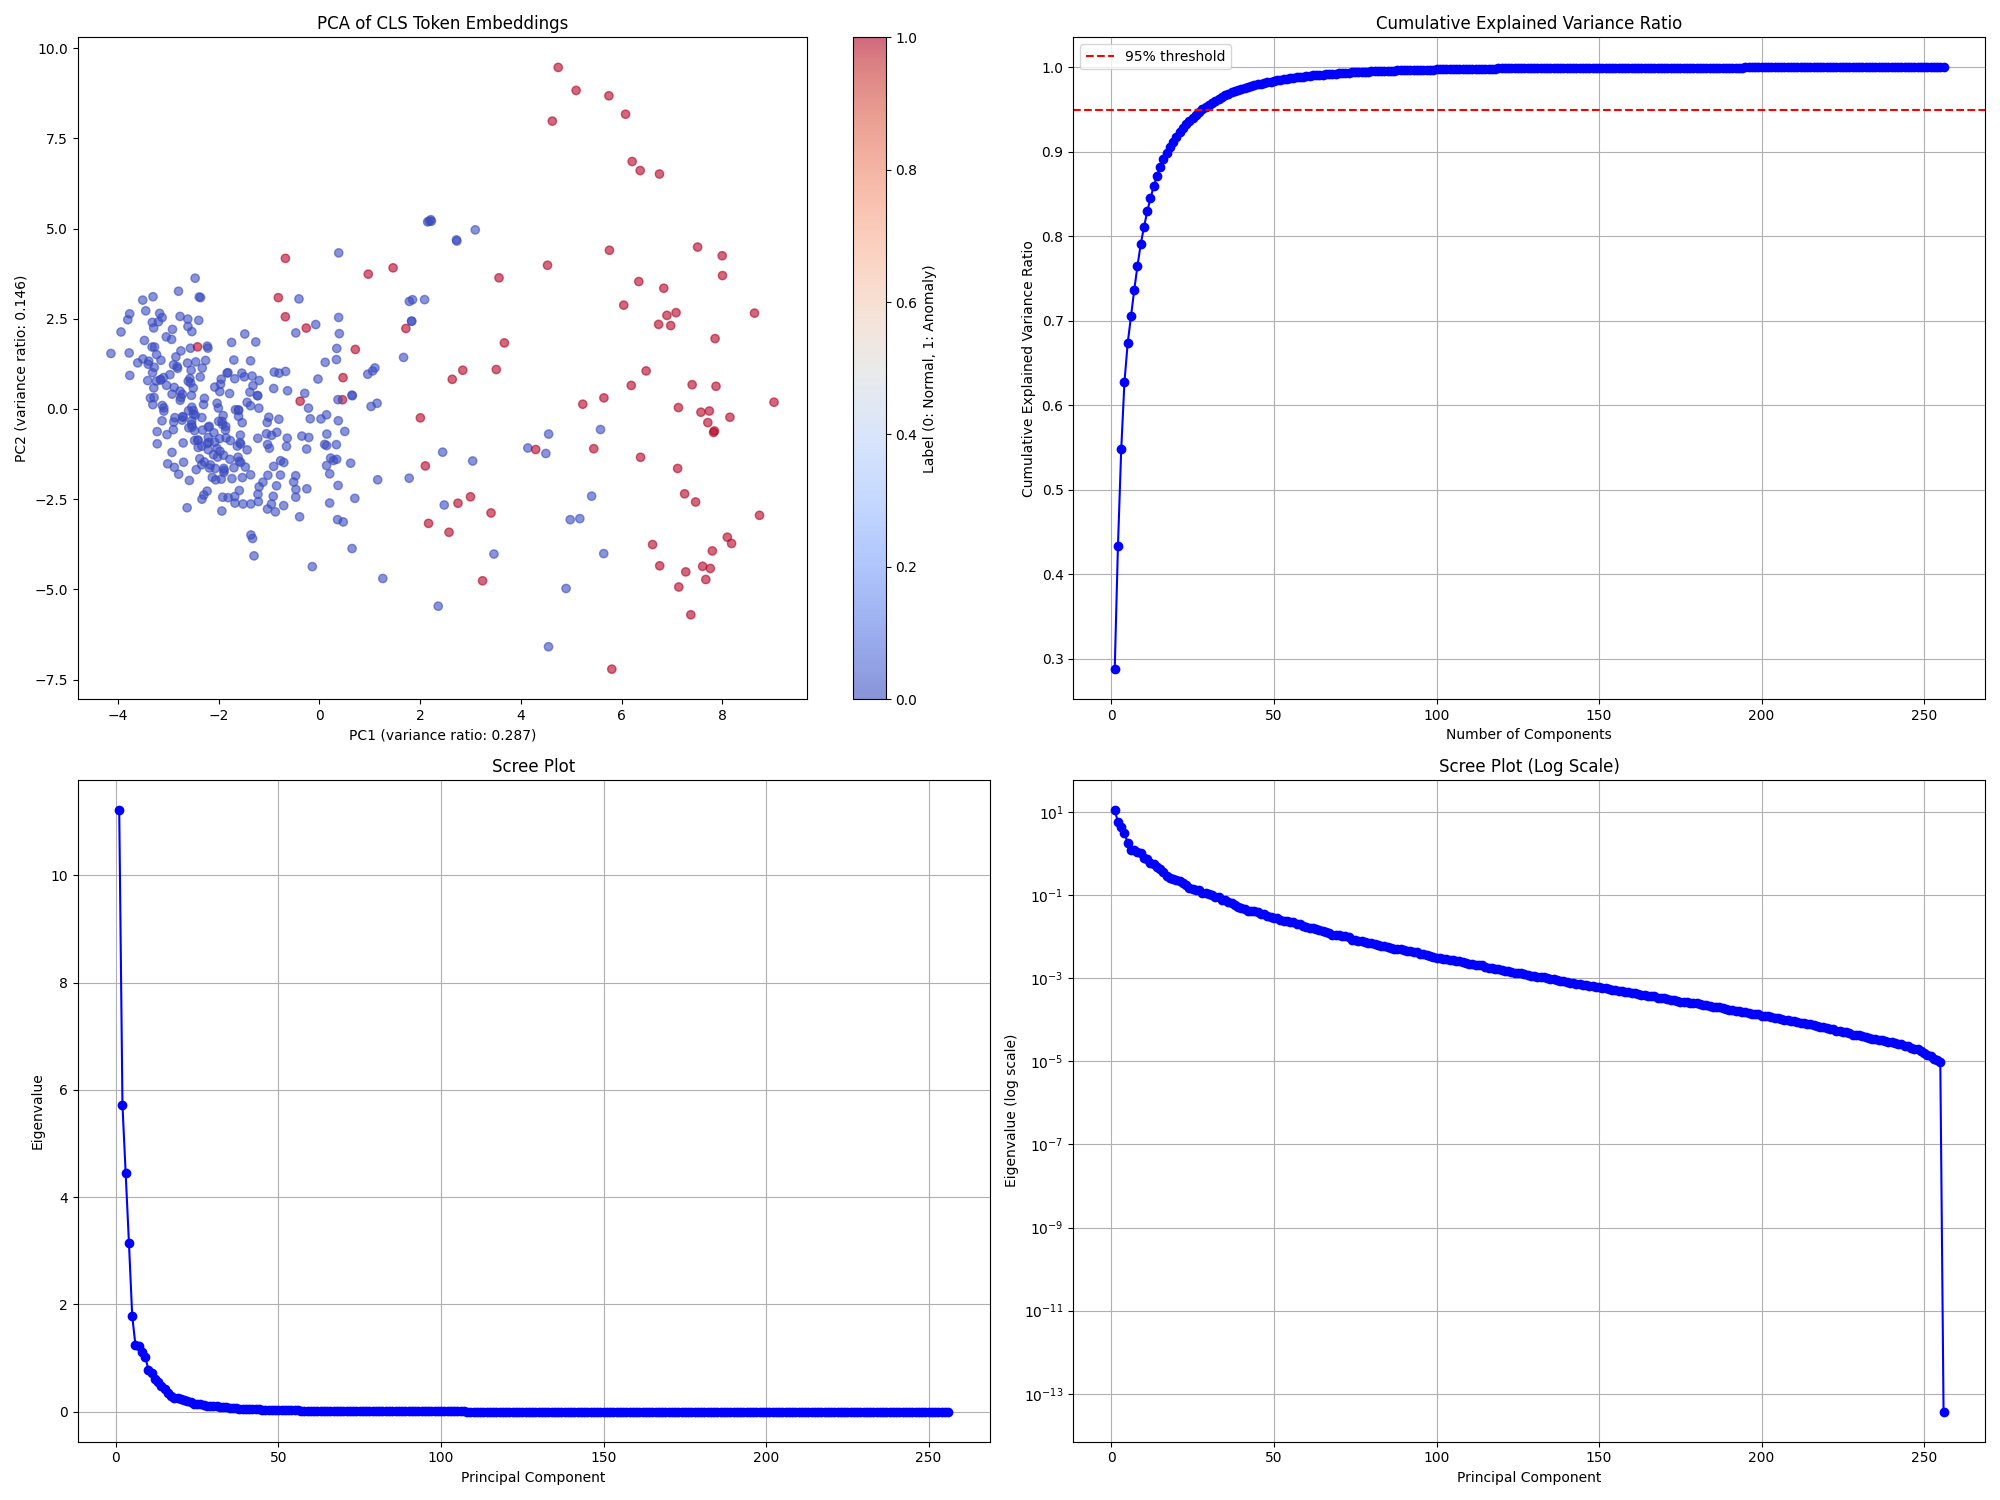 PCA of CLS Token Embeddings
10.0
7.5
5.0
2.5
0.0
−2.5
−5.0
−7.5
PC2 (variance ratio: 0.146)
−4 −2 0 2 4 6 8
PC1 (variance ratio: 0.287)
1.0
0.8
0.6
0.4
0.2
0.0
Label (0: Normal, 1: Anomaly)
Cumulative Explained Variance Ratio
95% threshold
1.0
0.9
0.8
0.7
0.6
0.5
0.4
0.3
Cumulative Explained Variance Ratio
0 50 100 150 200 250
Number of Components
Scree Plot
10
8
6
4
2
0
Eigenvalue
0 50 100 150 200 250
Principal Component
Scree Plot (Log Scale)
10¹
10⁻¹
10⁻³
10⁻⁵
10⁻⁷
10⁻⁹
10⁻¹¹
10⁻¹³
Eigenvalue (log scale)
0 50 100 150 200 250
Principal Component